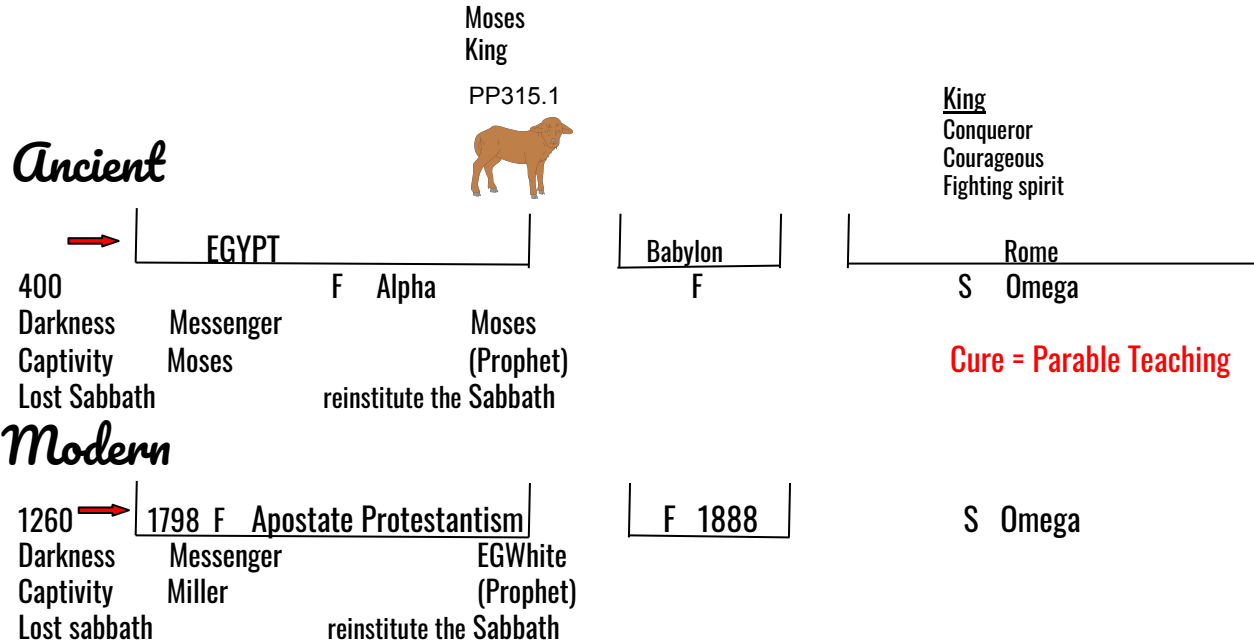 Moses
King
PP315.1
King
Conqueror
Courageous
Fighting spirit
Ancient
EGYPT Babylon Rome
400 F Alpha F S Omega
Darkness Messenger Moses
Captivity Moses (Prophet) Cure = Parable Teaching
Lost Sabbath reinstitute the Sabbath
Modern
1260 1798 F Apostate Protestantism F 1888 S Omega
Darkness Messenger EGWhite
Captivity Miller (Prophet)
Lost sabbath reinstitute the Sabbath